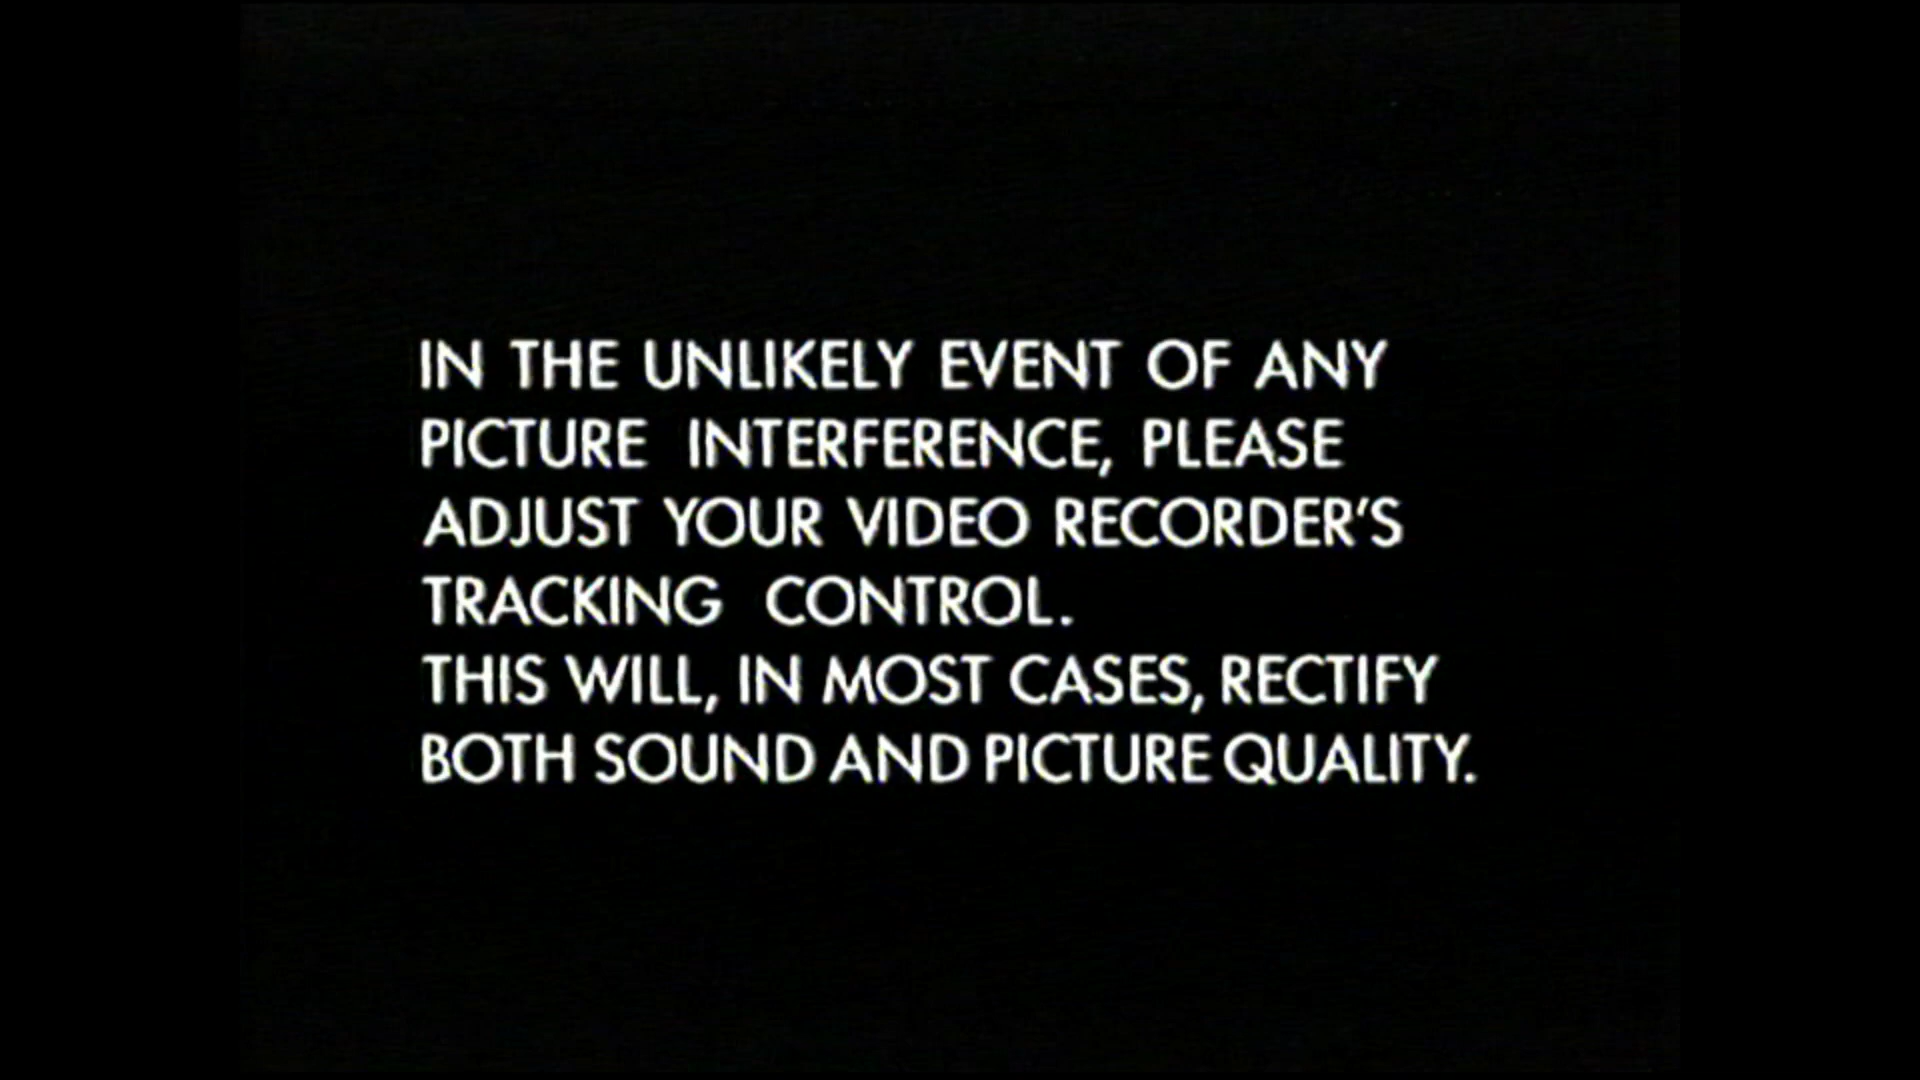 IN THE UNLIKELY EVENT OF ANY
PICTURE INTERFERENCE, PLEASE
ADJUST YOUR VIDEO RECORDER'S
TRACKING CONTROL.
THIS WILL, IN MOST CASES, RECTIFY
BOTH SOUND AND PICTURE QUALITY.